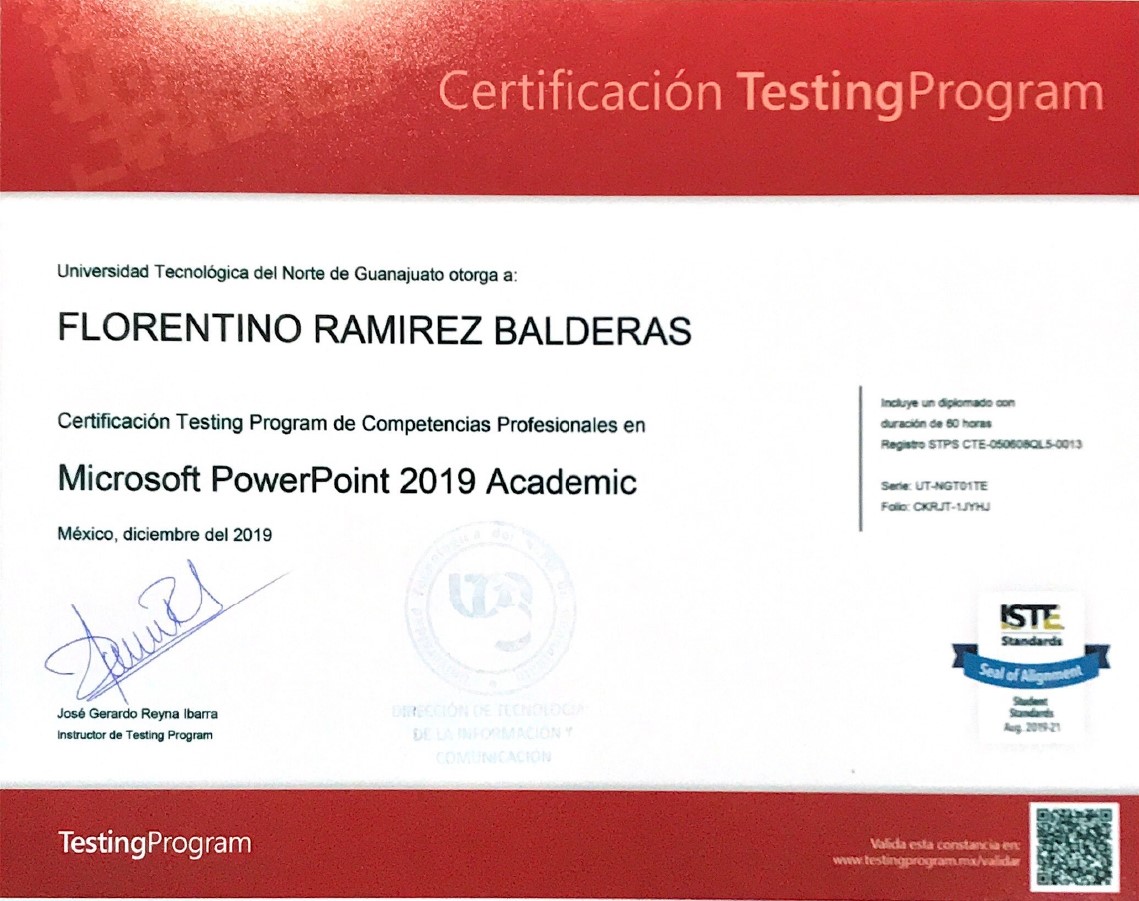 Certificación TestingProgram
Universidad Tecnológica del Norte de Guanajuato otorga a:
FLORENTINO RAMIREZ BALDERAS
Certificación Testing Program de Competencias Profesionales en
Microsoft PowerPoint 2019 Academic
México, diciembre del 2019
Incluye un diplomado con
duración de 60 horas
Registro STPS CTE-050608QL5-0013
Serie: UT-NGT01TE
Folio: CKRJT-1JYHJ
José Gerardo Reyna Ibarra
Instructor de Testing Program
DIRECCIÓN DE TECNOLOGÍA
DE LA INFORMACIÓN Y
COMUNICACIÓN
ISTE
Standards
Seal of Alignment
Student
Standards
Aug. 2019-21
TestingProgram
Valida esta constancia en:
www.testingprogram.mx/validar